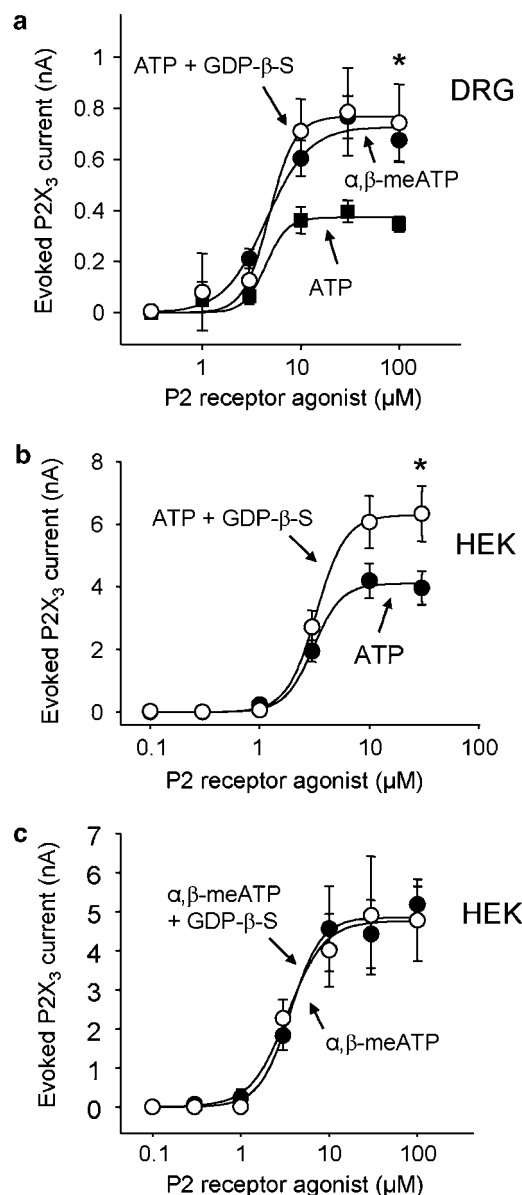 a
ATP + GDP-β-S
*
DRG
α,β-meATP
ATP
Evoked P2X₃ current (nA)
1.0
0.8
0.6
0.4
0.2
0
1
10
100
P2 receptor agonist (µM)
b
*
ATP + GDP-β-S
HEK
ATP
Evoked P2X₃ current (nA)
8
6
4
2
0
0.1
1
10
100
P2 receptor agonist (µM)
c
α,β-meATP
+ GDP-β-S
HEK
α,β-meATP
Evoked P2X₃ current (nA)
7
6
5
4
3
2
1
0
0.1
1
10
100
P2 receptor agonist (µM)